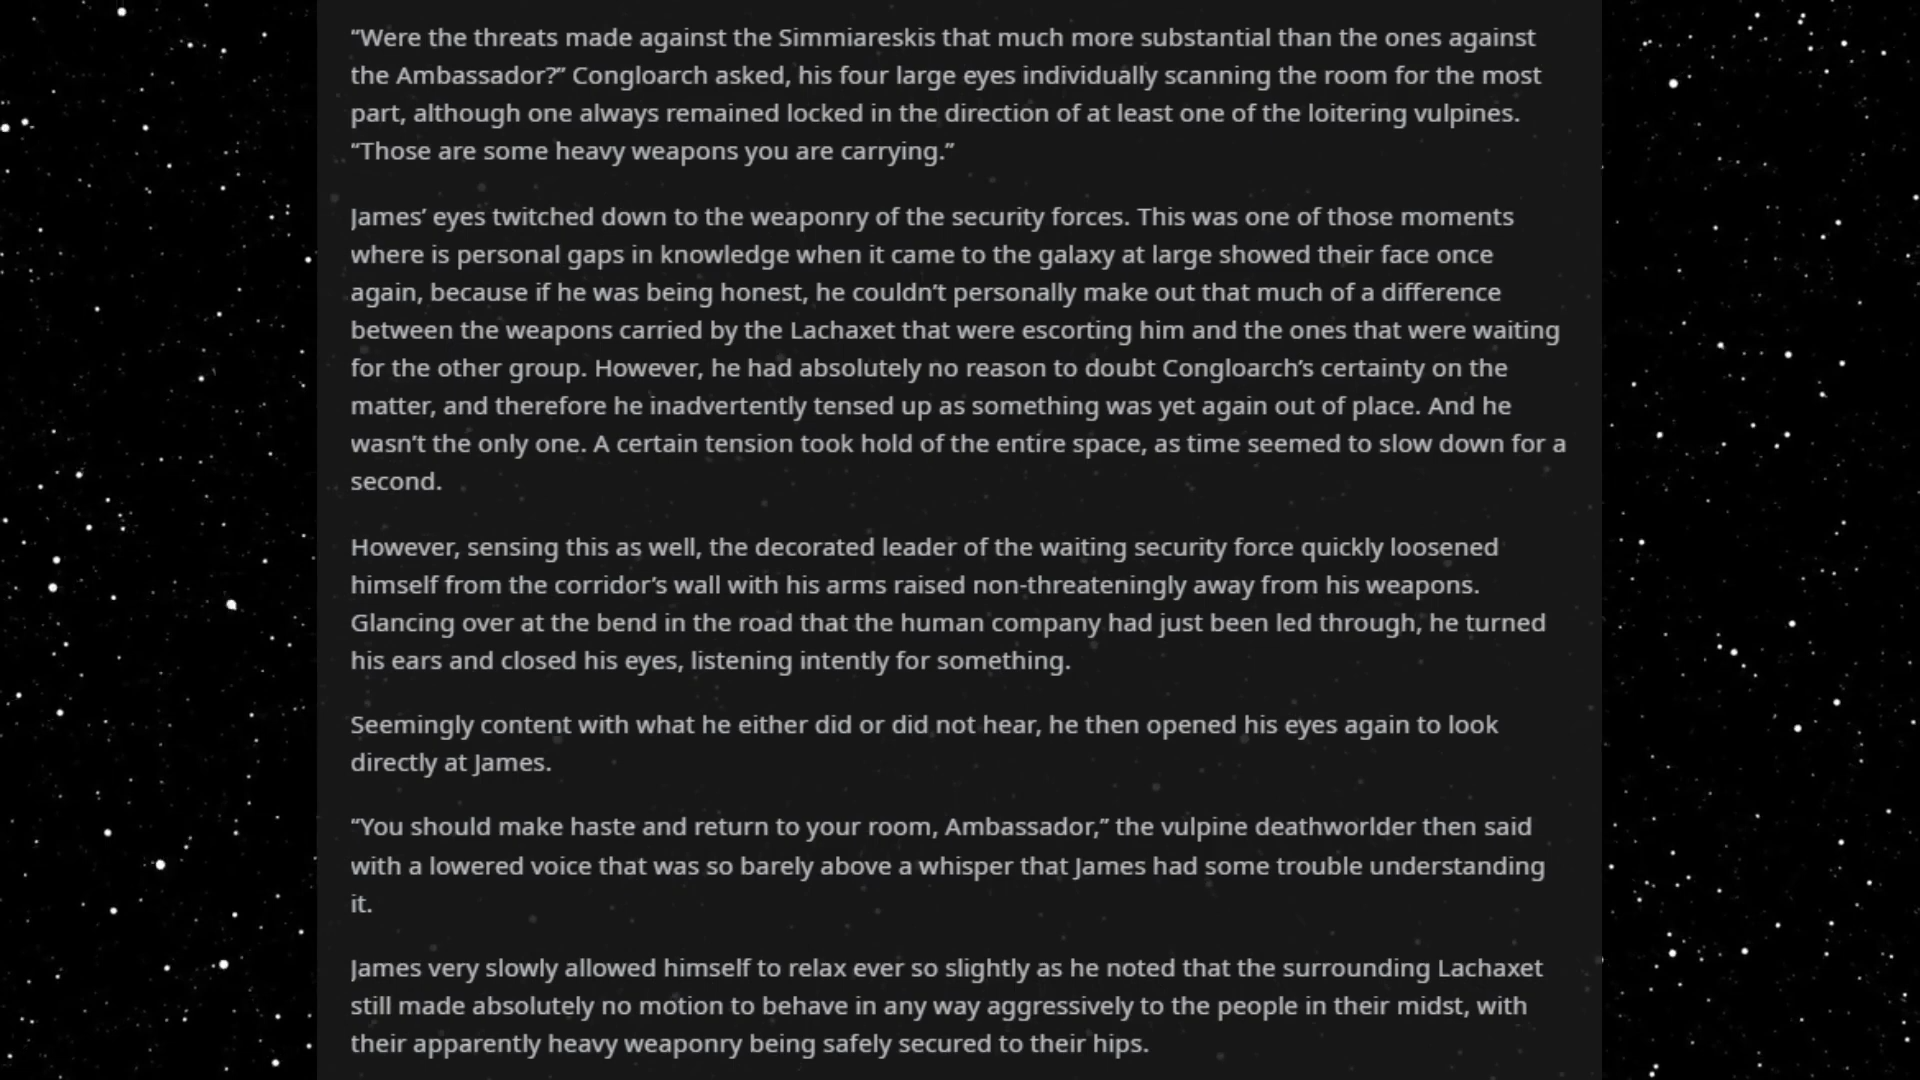 “Were the threats made against the Simmiareskis that much more substantial than the ones against
the Ambassador?” Congloarch asked, his four large eyes individually scanning the room for the most
part, although one always remained locked in the direction of at least one of the loitering vulpines.
“Those are some heavy weapons you are carrying.”
James’ eyes twitched down to the weaponry of the security forces. This was one of those moments
where is personal gaps in knowledge when it came to the galaxy at large showed their face once
again, because if he was being honest, he couldn’t personally make out that much of a difference
between the weapons carried by the Lachaxet that were escorting him and the ones that were waiting
for the other group. However, he had absolutely no reason to doubt Congloarch’s certainty on the
matter, and therefore he inadvertently tensed up as something was yet again out of place. And he
wasn’t the only one. A certain tension took hold of the entire space, as time seemed to slow down for a
second.
However, sensing this as well, the decorated leader of the waiting security force quickly loosened
himself from the corridor’s wall with his arms raised non-threateningly away from his weapons.
Glancing over at the bend in the road that the human company had just been led through, he turned
his ears and closed his eyes, listening intently for something.
Seemingly content with what he either did or did not hear, he then opened his eyes again to look
directly at James.
“You should make haste and return to your room, Ambassador,” the vulpine deathworlder then said
with a lowered voice that was so barely above a whisper that James had some trouble understanding
it.
James very slowly allowed himself to relax ever so slightly as he noted that the surrounding Lachaxet
still made absolutely no motion to behave in any way aggressively to the people in their midst, with
their apparently heavy weaponry being safely secured to their hips.